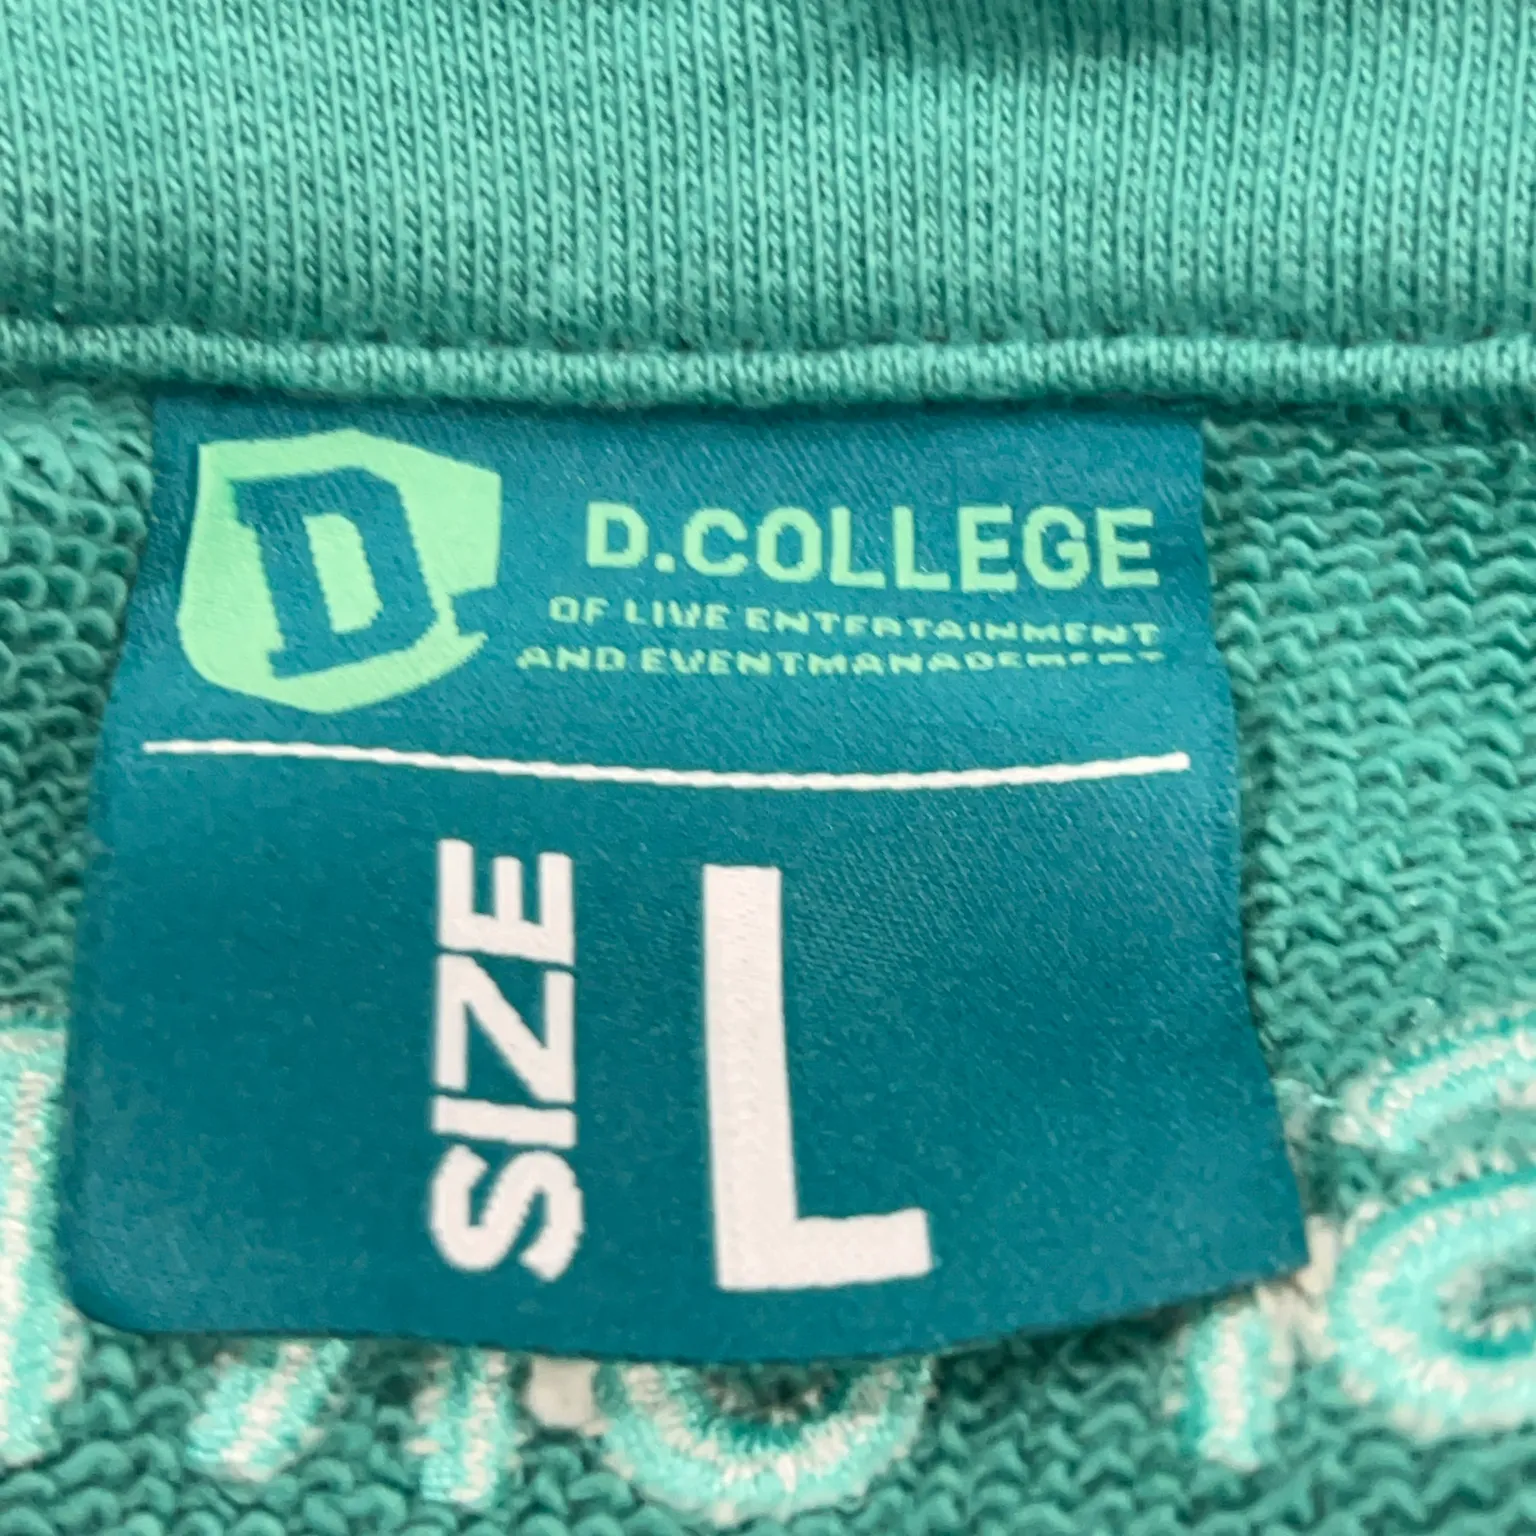 D
D.COLLEGE
OF LIVE ENTERTAINMENT
AND EVENTMANAGEMENT
SIZE
L